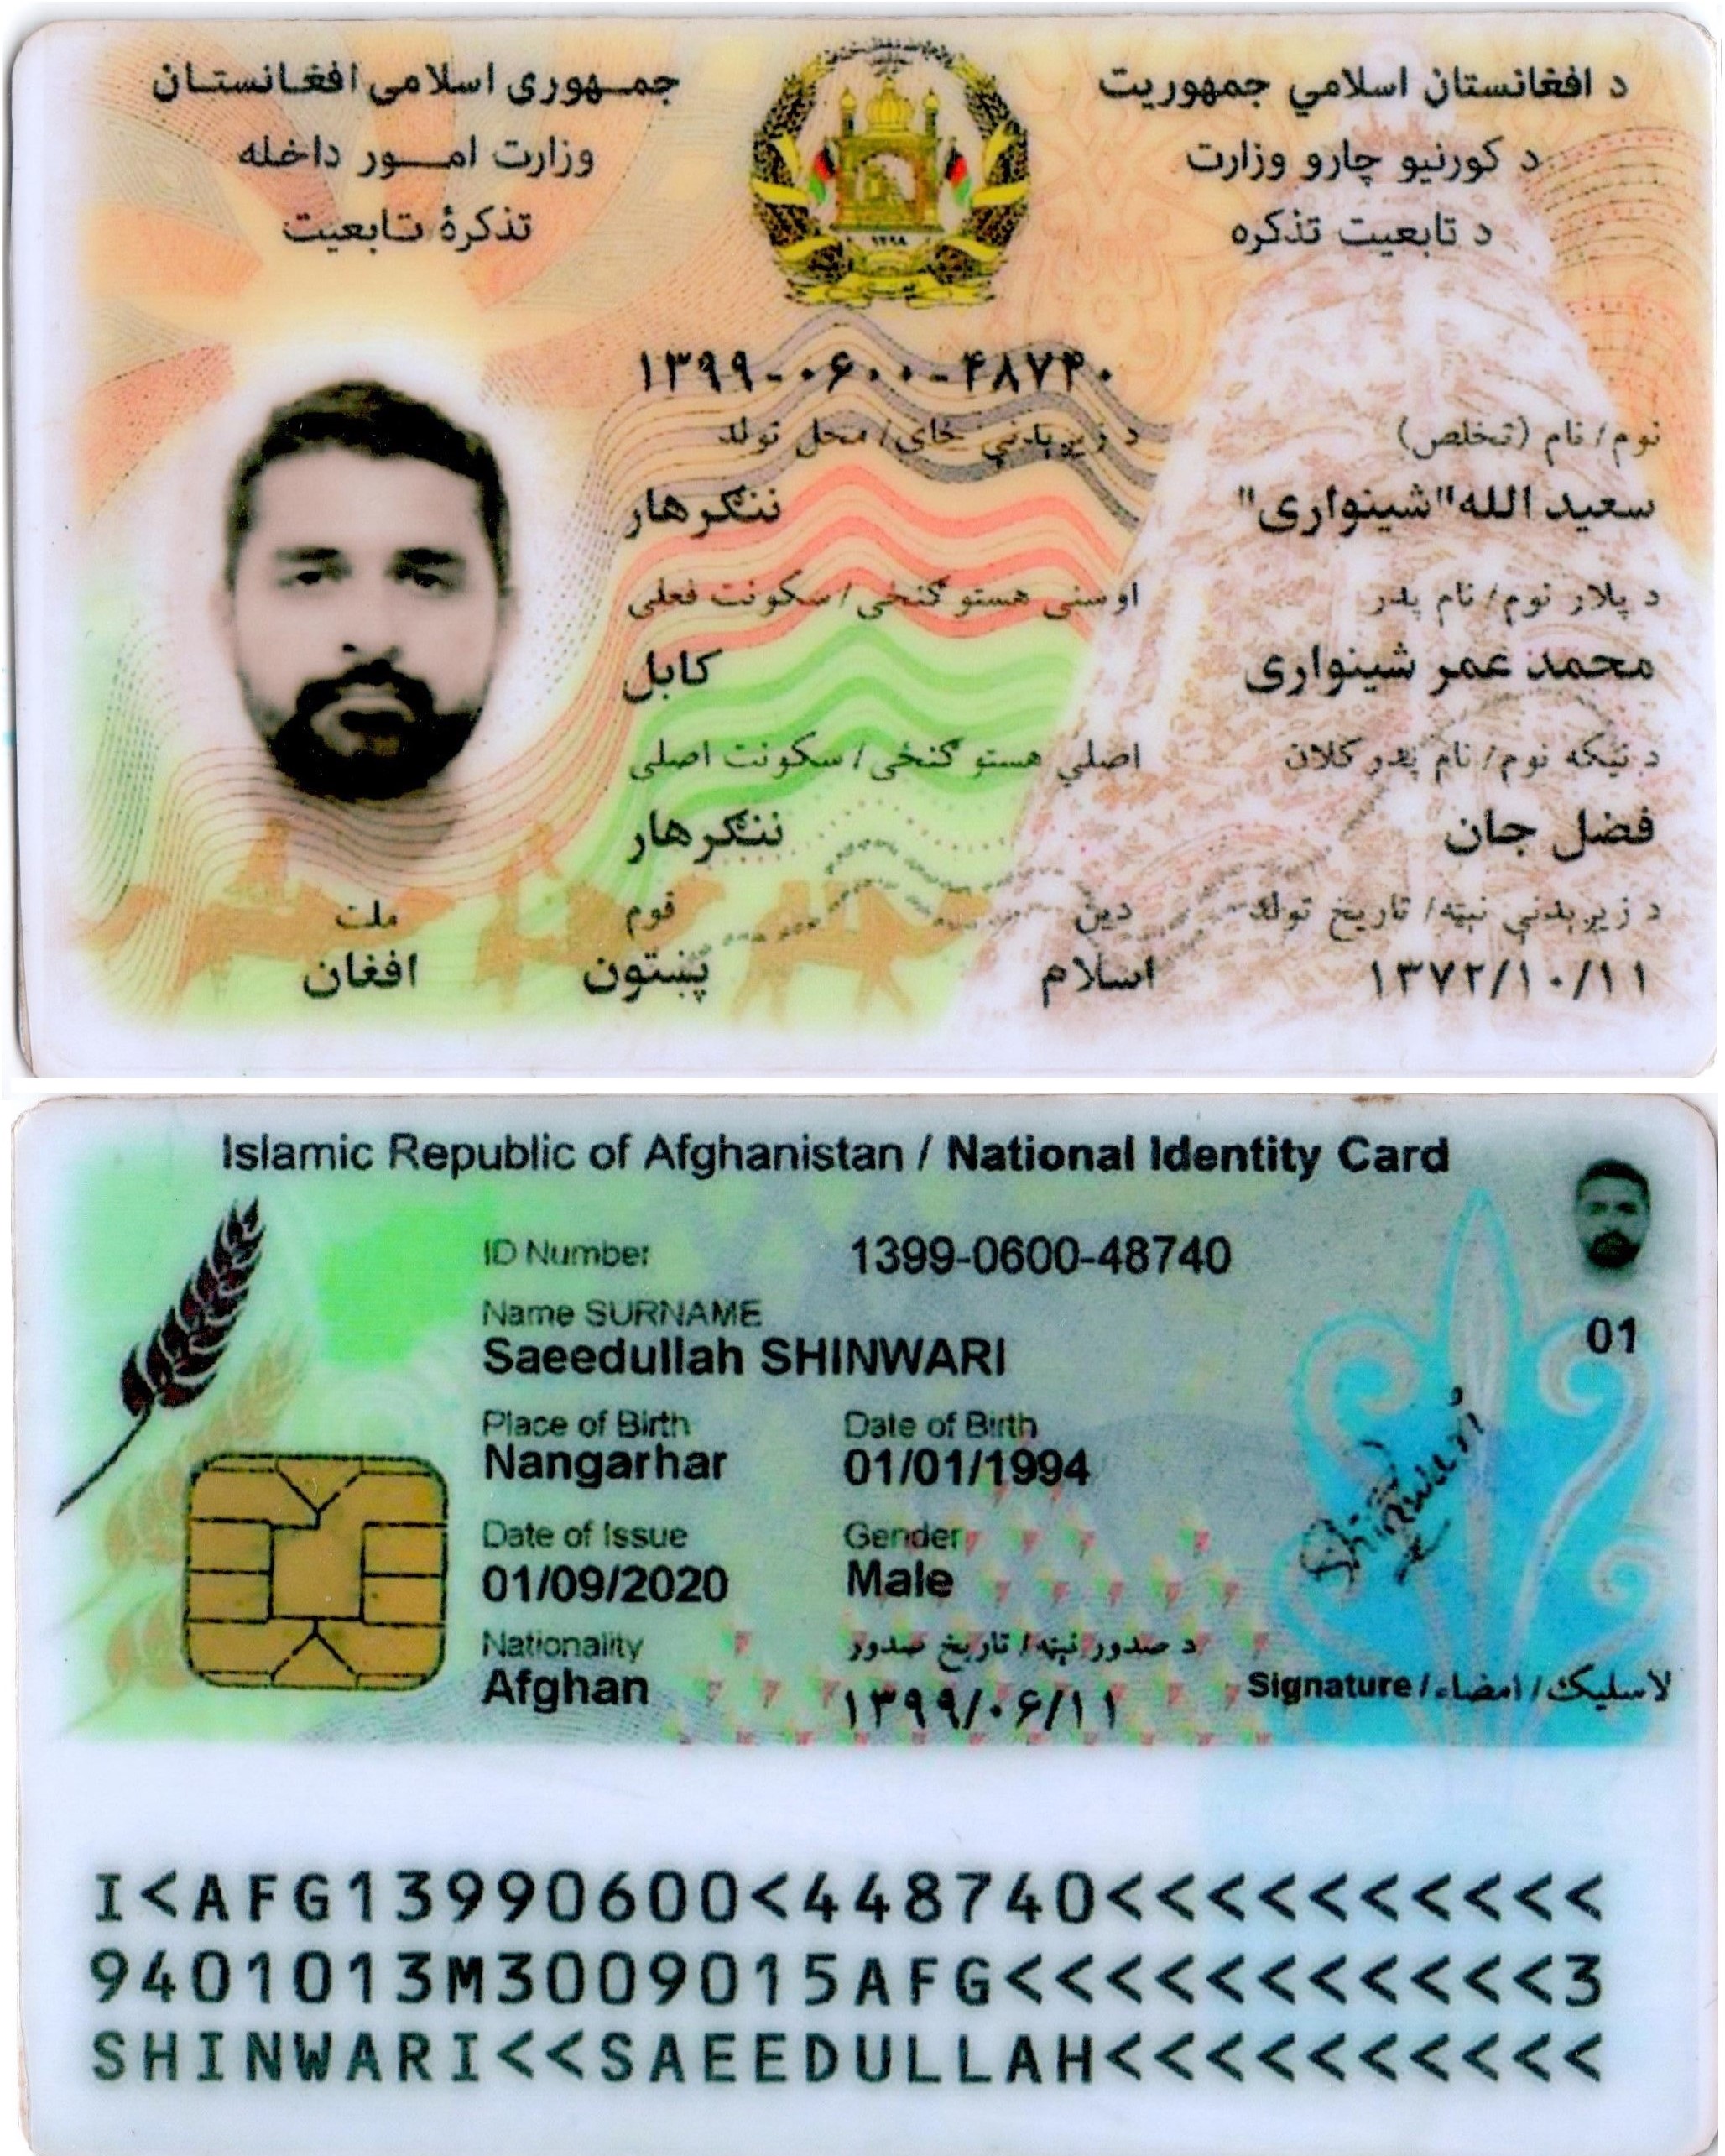 د افغانستان اسلامي جمهوریت
جمهوری اسلامی افغانستان
د کورنیو چارو وزارت
وزارت امور داخله
د تابعیت تذکره
تذکرهٔ تابعیت
۱۳۹۹-۰۶۰۰-۴۸۷۴۰
نوم/نام (تخلص)
د زیږېدنې ځای/محل تولد
سعید الله"شینواری"
ننګرهار
د پلار نوم/نام پدر
اوسنی هستوګنځی/سکونت فعلی
محمد عمر شینواری
کابل
د نیکه نوم/نام پدر کلان
اصلي هستوګنځی/سکونت اصلی
فضل جان
ننګرهار
د زیږېدنې نېټه/تاریخ تولد
دین
قوم
ملت
۱۳۷۲/۱۰/۱۱
اسلام
پښتون
افغان
Islamic Republic of Afghanistan / National Identity Card
ID Number 1399-0600-48740
Name SURNAME
01
Saeedullah SHINWARI
Place of Birth Date of Birth
Nangarhar 01/01/1994
Shinwari
Date of Issue Gender
01/09/2020 Male
Nationality د صدور نېټه/تاریخ صدور
Afghan ۱۳۹۹/۰۶/۱۱
Signature/امضاء/لاسلیک
I<AFG13990600<448740<<<<<<<<<<
9401013M3009015AFG<<<<<<<<<<<3
SHINWARI<<SAEEDULLAH<<<<<<<<<<